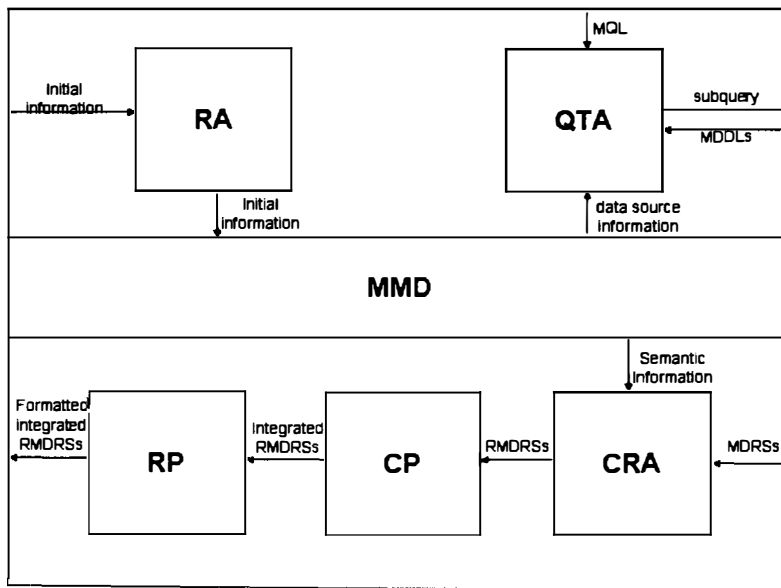 MQL
Initial
information
RA
QTA
subquery
MDDLs
Initial
information
data source
information
MMD
Semantic
Information
Formatted
integrated
RMDRSs
RP
Integrated
RMDRSs
CP
RMDRSs
CRA
MDRSs